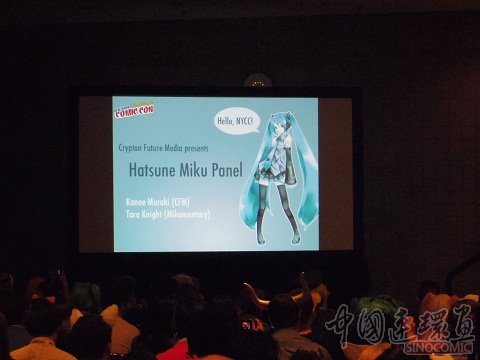 COMIC CON
Hello, NYCC!
Crypton Future Media presents
Hatsune Miku Panel
Kanae Muraki (CFM)
Tara Knight (Mikumentary)
中国连环画
SINOCOMIC